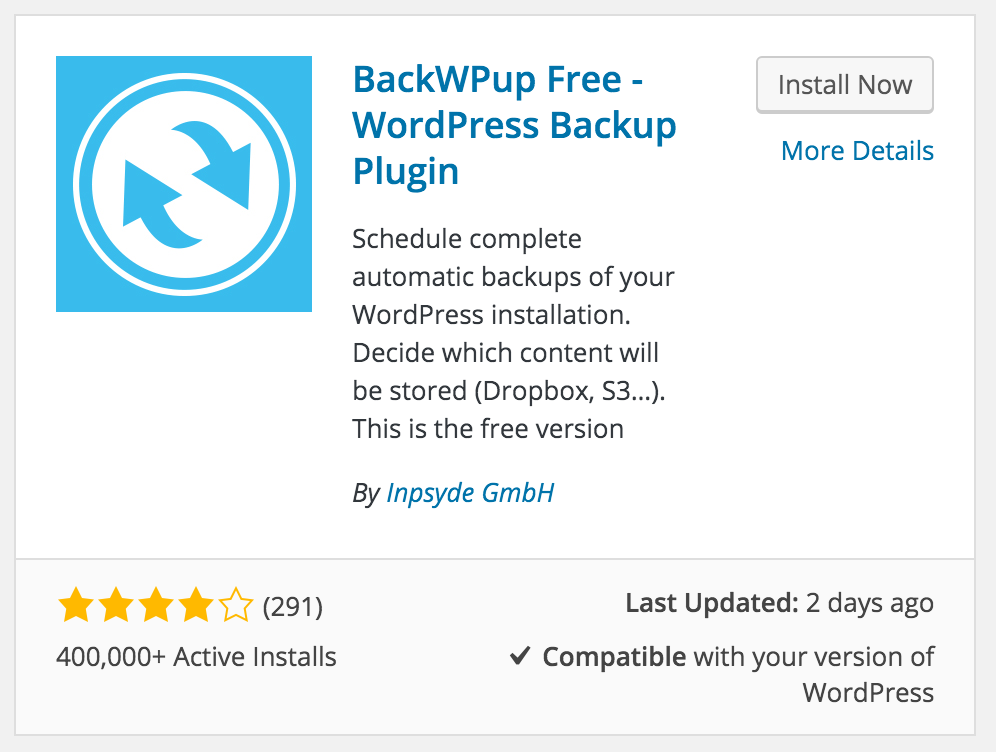 BackWPup Free -
WordPress Backup
Plugin
Install Now
More Details
Schedule complete
automatic backups of your
WordPress installation.
Decide which content will
be stored (Dropbox, S3...).
This is the free version
By Inpsyde GmbH
(291)
400,000+ Active Installs
Last Updated: 2 days ago
Compatible with your version of
WordPress